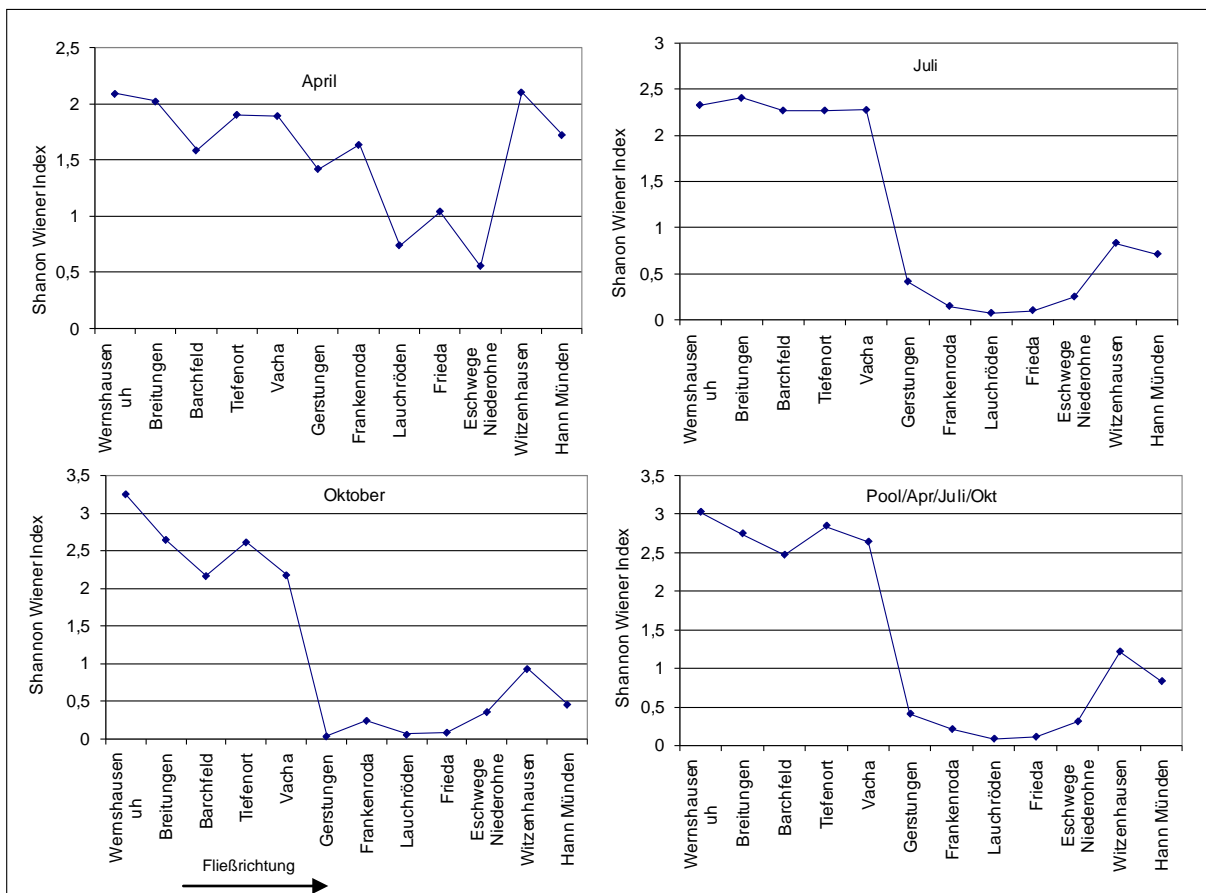 April
Shanon Wiener Index
2,5
2
1,5
1
0,5
0
Wernshausen
uh
Breitungen
Barchfeld
Tiefenort
Vacha
Gerstungen
Frankenroda
Lauchröden
Frieda
Eschwege
Niederohne
Witzenhausen
Hann Münden
Juli
Shanon Wiener Index
3
2,5
2
1,5
1
0,5
0
Wernshausen
uh
Breitungen
Barchfeld
Tiefenort
Vacha
Gerstungen
Frankenroda
Lauchröden
Frieda
Eschwege
Niederohne
Witzenhausen
Hann Münden
Oktober
Shannon Wiener Index
3,5
3
2,5
2
1,5
1
0,5
0
Wernshausen
uh
Breitungen
Barchfeld
Tiefenort
Vacha
Gerstungen
Frankenroda
Lauchröden
Frieda
Eschwege
Niederohne
Witzenhausen
Hann Münden
Fließrichtung
Pool/Apr/Juli/Okt
Shannon Wiener Index
3,5
3
2,5
2
1,5
1
0,5
0
Wernshausen
uh
Breitungen
Barchfeld
Tiefenort
Vacha
Gerstungen
Frankenroda
Lauchröden
Frieda
Eschwege
Niederohne
Witzenhausen
Hann Münden